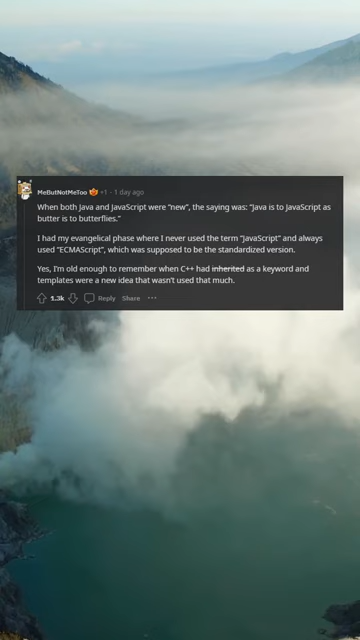 MeButNotMeToo +1 · 1 day ago
When both Java and JavaScript were “new”, the saying was: “Java is to JavaScript as
butter is to butterflies.”
I had my evangelical phase where I never used the term “JavaScript” and always
used “ECMAScript”, which was supposed to be the standardized version.
Yes, I’m old enough to remember when C++ had inherited as a keyword and
templates were a new idea that wasn’t used that much.
1.3k Reply Share ···